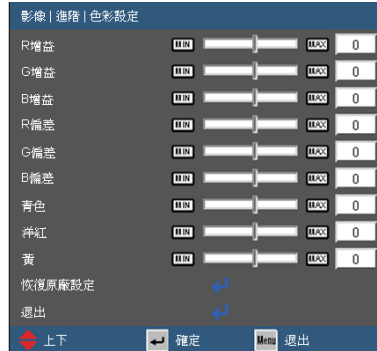 影像 | 進階 | 色彩設定
R增益 MIN MAX 0
G增益 MIN MAX 0
B增益 MIN MAX 0
R偏差 MIN MAX 0
G偏差 MIN MAX 0
B偏差 MIN MAX 0
青色 MIN MAX 0
洋紅 MIN MAX 0
黃 MIN MAX 0
恢復原廠設定
退出
上下 確定 Menu 退出